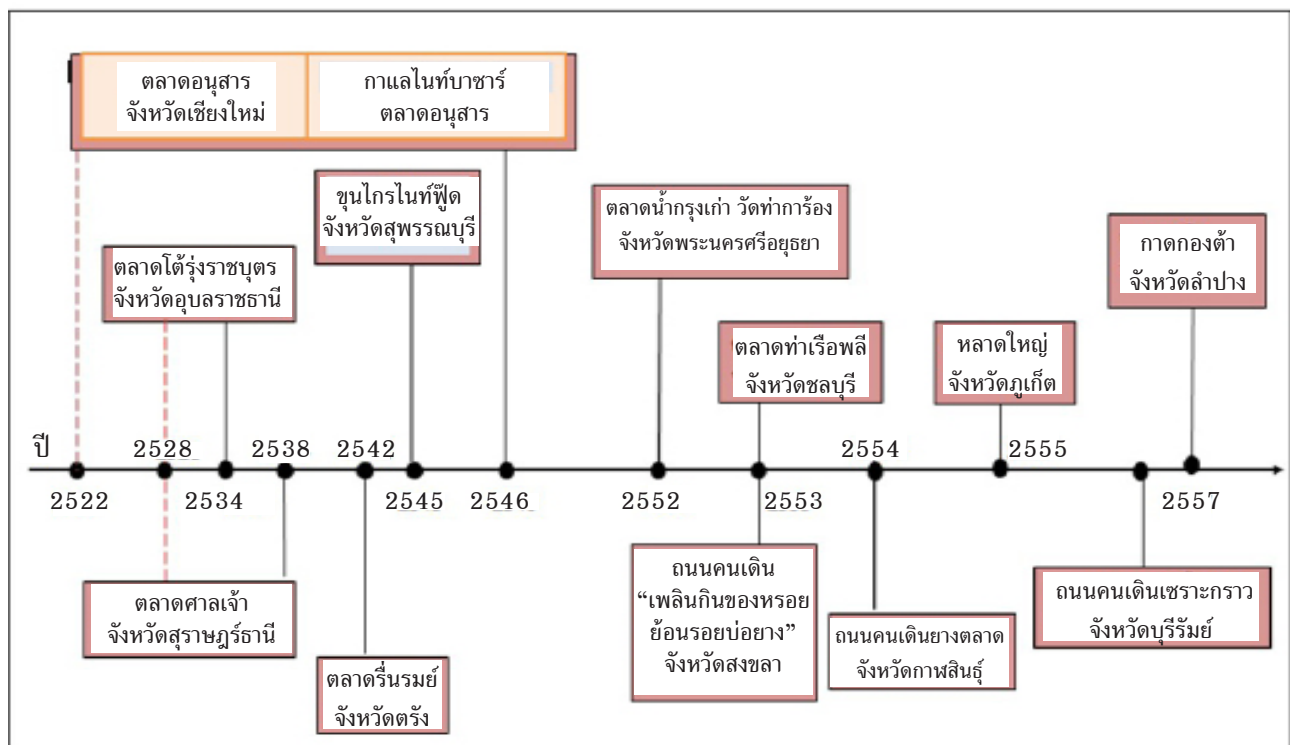 ตลาดอนุสาร
จังหวัดเชียงใหม่
กาแลไนท์บาซาร์
ตลาดอนุสาร
ขุนไกรไนท์ฟู๊ด
จังหวัดสุพรรณบุรี
ตลาดโต้รุ่งราชบุตร
จังหวัดอุบลราชธานี
ตลาดน้ำกรุงเก่า วัดท่าการ้อง
จังหวัดพระนครศรีอยุธยา
ตลาดท่าเรือพลี
จังหวัดชลบุรี
หลาดใหญ่
จังหวัดภูเก็ต
กาดกองต้า
จังหวัดลำปาง
ปี
2528
2538
2542
2554
2555
2522
2534
2545
2546
2552
2553
2557
ตลาดศาลเจ้า
จังหวัดสุราษฎร์ธานี
ตลาดรื่นรมย์
จังหวัดตรัง
ถนนคนเดิน
“เพลินกินของหรอย
ย้อนรอยบ่อยาง”
จังหวัดสงขลา
ถนนคนเดินยางตลาด
จังหวัดกาฬสินธุ์
ถนนคนเดินเซราะกราว
จังหวัดบุรีรัมย์